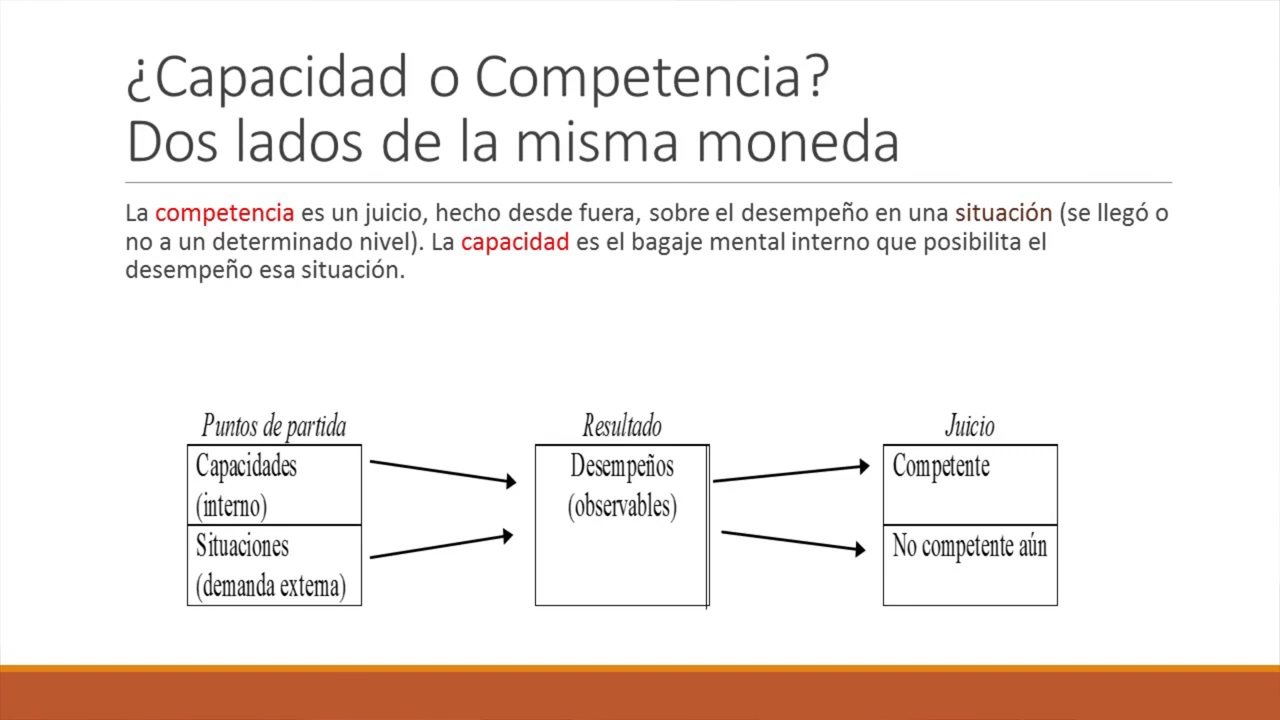 ¿Capacidad o Competencia?
Dos lados de la misma moneda
La competencia es un juicio, hecho desde fuera, sobre el desempeño en una situación (se llegó o
no a un determinado nivel). La capacidad es el bagaje mental interno que posibilita el
desempeño esa situación.
Puntos de partida
Capacidades
(interno)
Situaciones
(demanda externa)
Resultado
Desempeños
(observables)
Juicio
Competente
No competente aún